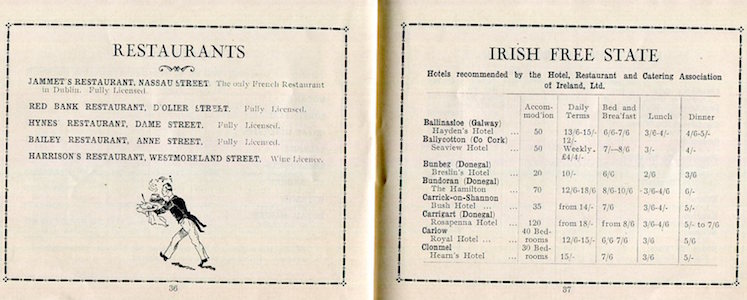 RESTAURANTS
JAMMET'S RESTAURANT, NASSAU STREET. The only French Restaurant
in Dublin. Fully Licensed.
RED BANK RESTAURANT, D'OLIER STREET. Fully Licensed.
HYNES RESTAURANT, DAME STREET. Fully Licensed.
BAILEY RESTAURANT, ANNE STREET. Fully Licensed.
HARRISON'S RESTAURANT, WESTMORELAND STREET. Wine Licence.
36
IRISH FREE STATE
Hotels recommended by the Hotel, Restaurant and Catering Association
of Ireland, Ltd.
Accom- Daily Bed and
mod'ion Terms Breafast Lunch Dinner
Ballinasloe (Galway)
Hayden's Hotel ... 50 13/6-15/- 6/6-7/6 3/6-4/- 4/6-5/-
Ballycotton (Co Cork) 12/-
Seaview Hotel 50 Weekly. 7/—8/6 3/- 4/-
£4/4/-
Bunbeg (Donegal)
Breslin's Hotel ... 20 10/- 6/6 2/6 3/6
Bundoran (Donegal)
The Hamilton ... 70 12/6-18/6 8/6-10/6 3/6-4/6 6/-
Carrick-on-Shannon
Bush Hotel ... ... 35 from 14/- 7/6 3/6-4/- 5/-
Carrigart (Donegal)
Rosapenna Hotel ... 120 from 18/- from 8/6 3/6-4/6 5/- to 7/6
Carlow 40 Bed-
Royal Hotel ... ... rooms 12/6-15/- 6/6 7/6 3/6 5/6
Clonmel 30 Bed-
Hearn's Hotel ... rooms 15/- 7/6 3/6 5/-
37